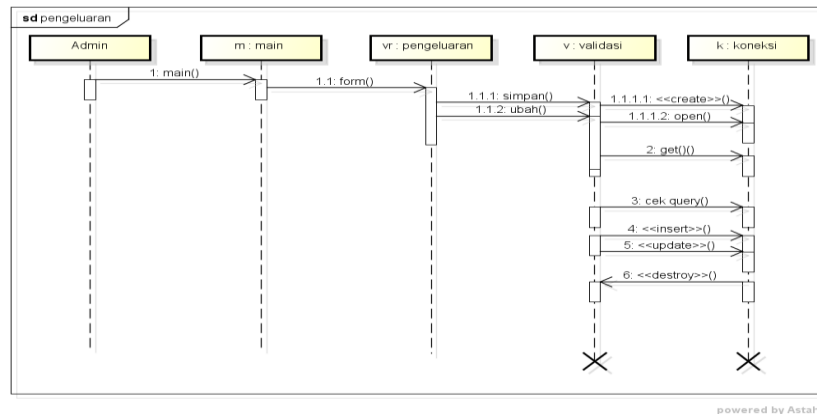 sd pengeluaran
Admin
m : main
vr : pengeluaran
v : validasi
k : koneksi
1: main()
1.1: form()
1.1.1: simpan()
1.1.1.1: <<create>>()
1.1.2: ubah()
1.1.1.2: open()
2: get()()
3: cek query()
4: <<insert>>()
5: <<update>>()
6: <<destroy>>()
powered by Astah